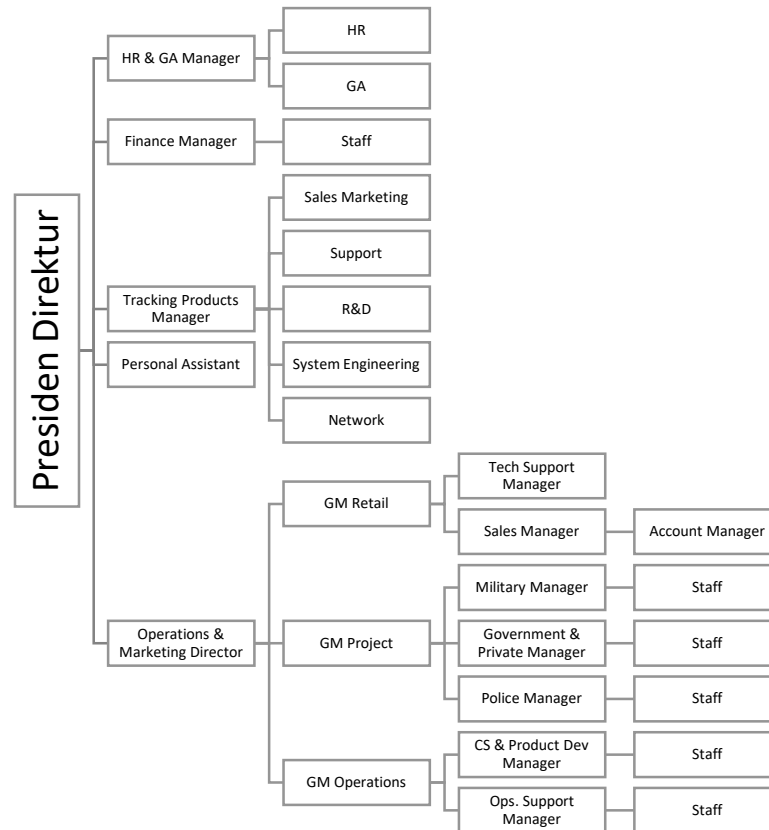 Presiden Direktur
HR & GA Manager
HR
GA
Finance Manager
Staff
Tracking Products
Manager
Sales Marketing
Support
R&D
System Engineering
Network
Personal Assistant
Operations &
Marketing Director
GM Retail
Tech Support
Manager
Sales Manager
Account Manager
GM Project
Military Manager
Staff
Government &
Private Manager
Staff
Police Manager
Staff
GM Operations
CS & Product Dev
Manager
Staff
Ops. Support
Manager
Staff